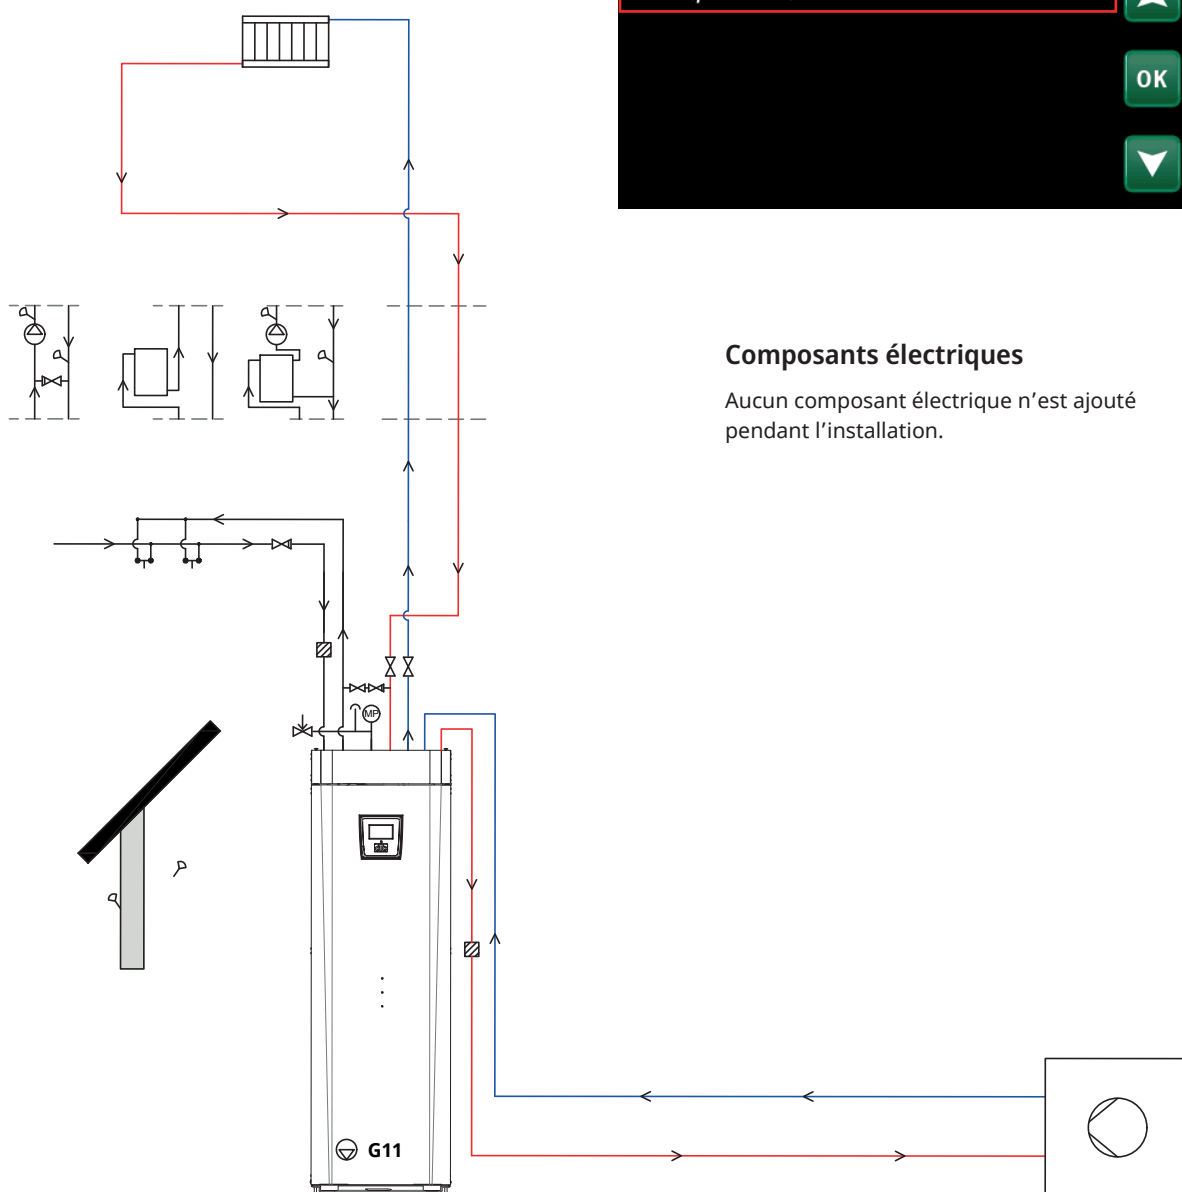 OK
Composants électriques
Aucun composant électrique n’est ajouté
pendant l’installation.
MP
G11